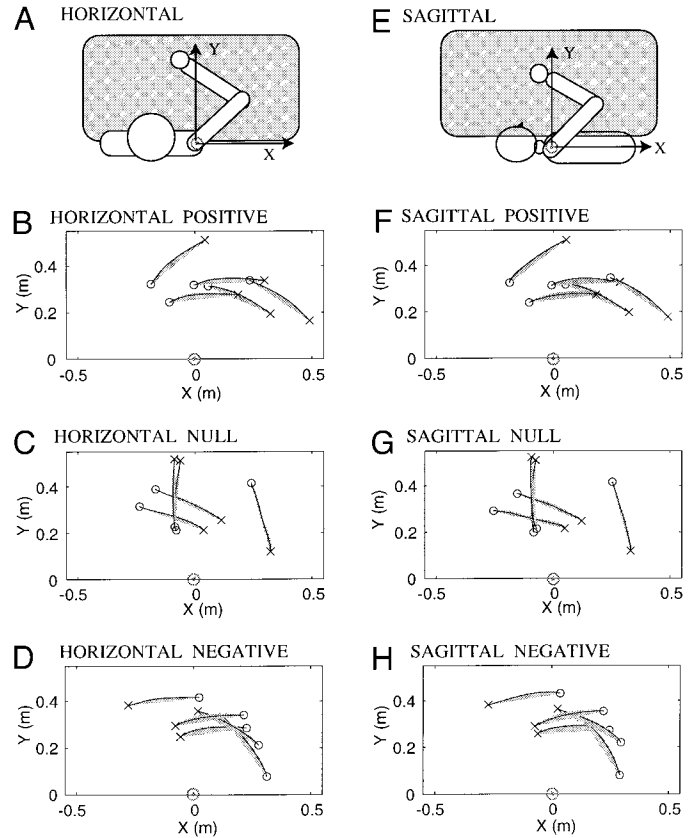 A HORIZONTAL
Y
X
E SAGITTAL
Y
X
B HORIZONTAL POSITIVE
Y (m)
0.4
0.2
0
-0.5
0
0.5
X (m)
F SAGITTAL POSITIVE
Y (m)
0.4
0.2
0
-0.5
0
0.5
X (m)
C HORIZONTAL NULL
Y (m)
0.4
0.2
0
-0.5
0
0.5
X (m)
G SAGITTAL NULL
Y (m)
0.4
0.2
0
-0.5
0
0.5
X (m)
D HORIZONTAL NEGATIVE
Y (m)
0.4
0.2
0
-0.5
0
0.5
X (m)
H SAGITTAL NEGATIVE
Y (m)
0.4
0.2
0
-0.5
0
0.5
X (m)